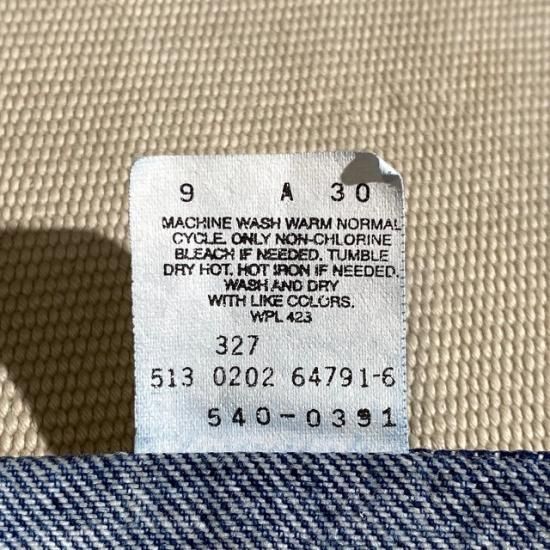 9 A 30
MACHINE WASH WARM NORMAL
CYCLE. ONLY NON-CHLORINE
BLEACH IF NEEDED. TUMBLE
DRY HOT. HOT IRON IF NEEDED.
WASH AND DRY
WITH LIKE COLORS.
WPL 423
327
513 0202 64791-6
540-0391